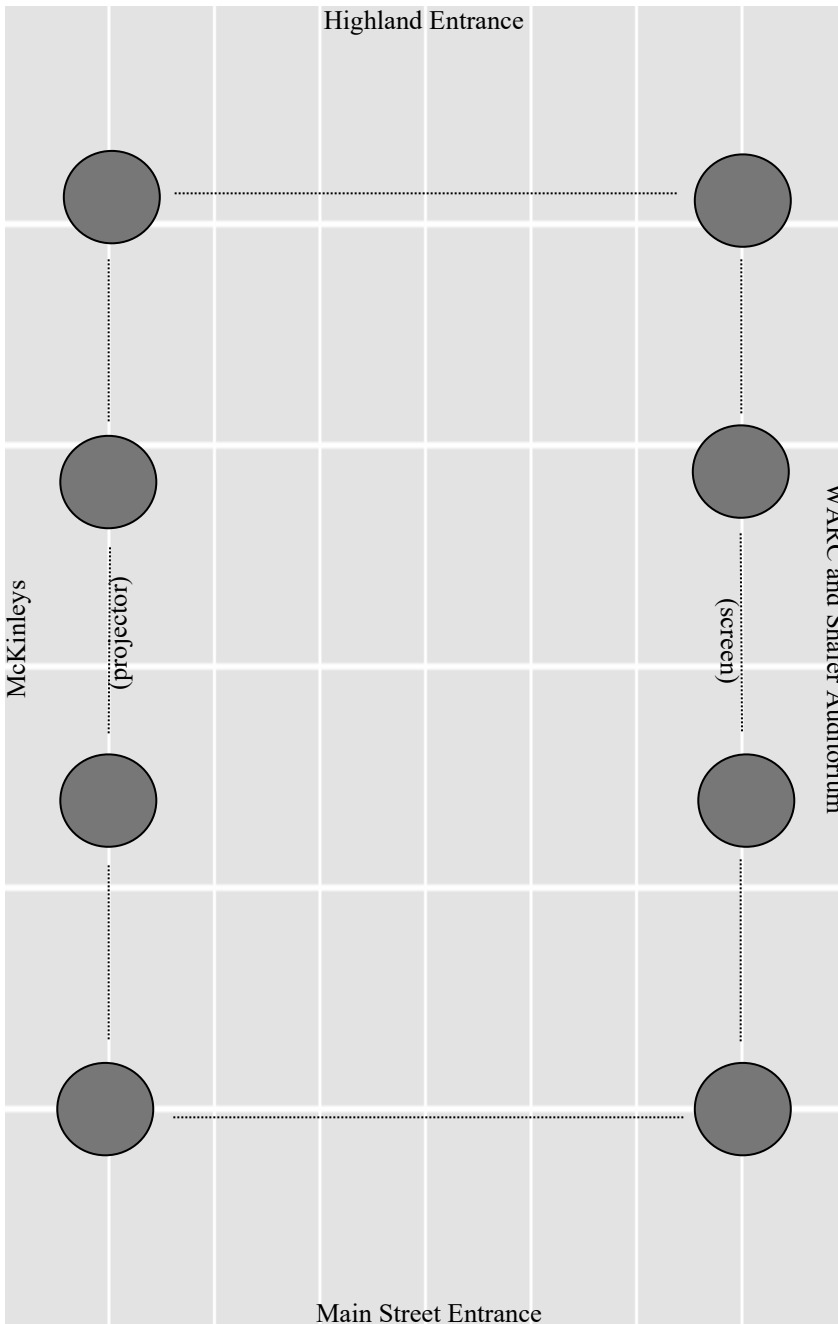 Highland Entrance
McKinleys
(projector)
(screen)
WARC and Shafer Auditorium
Main Street Entrance